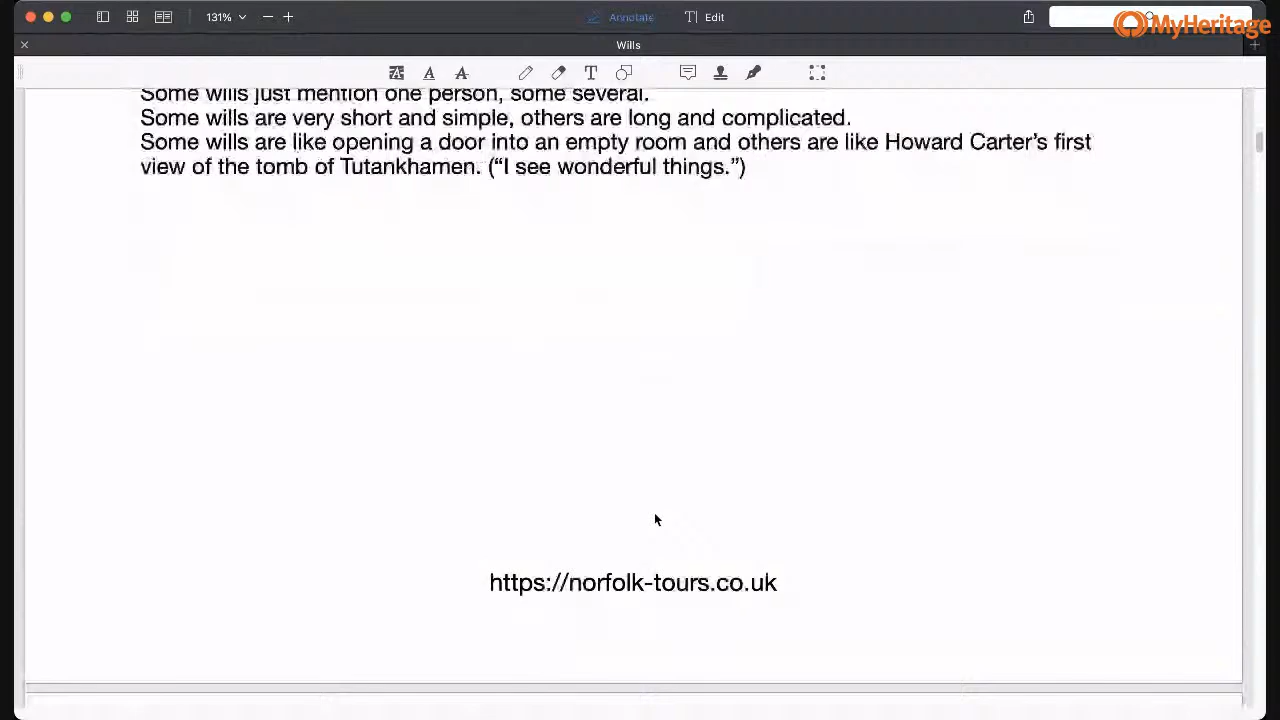 131%
Annotate
Edit
MyHeritage
Wills
Some wills just mention one person, some several.
Some wills are very short and simple, others are long and complicated.
Some wills are like opening a door into an empty room and others are like Howard Carter’s first
view of the tomb of Tutankhamen. (“I see wonderful things.”)
https://norfolk-tours.co.uk